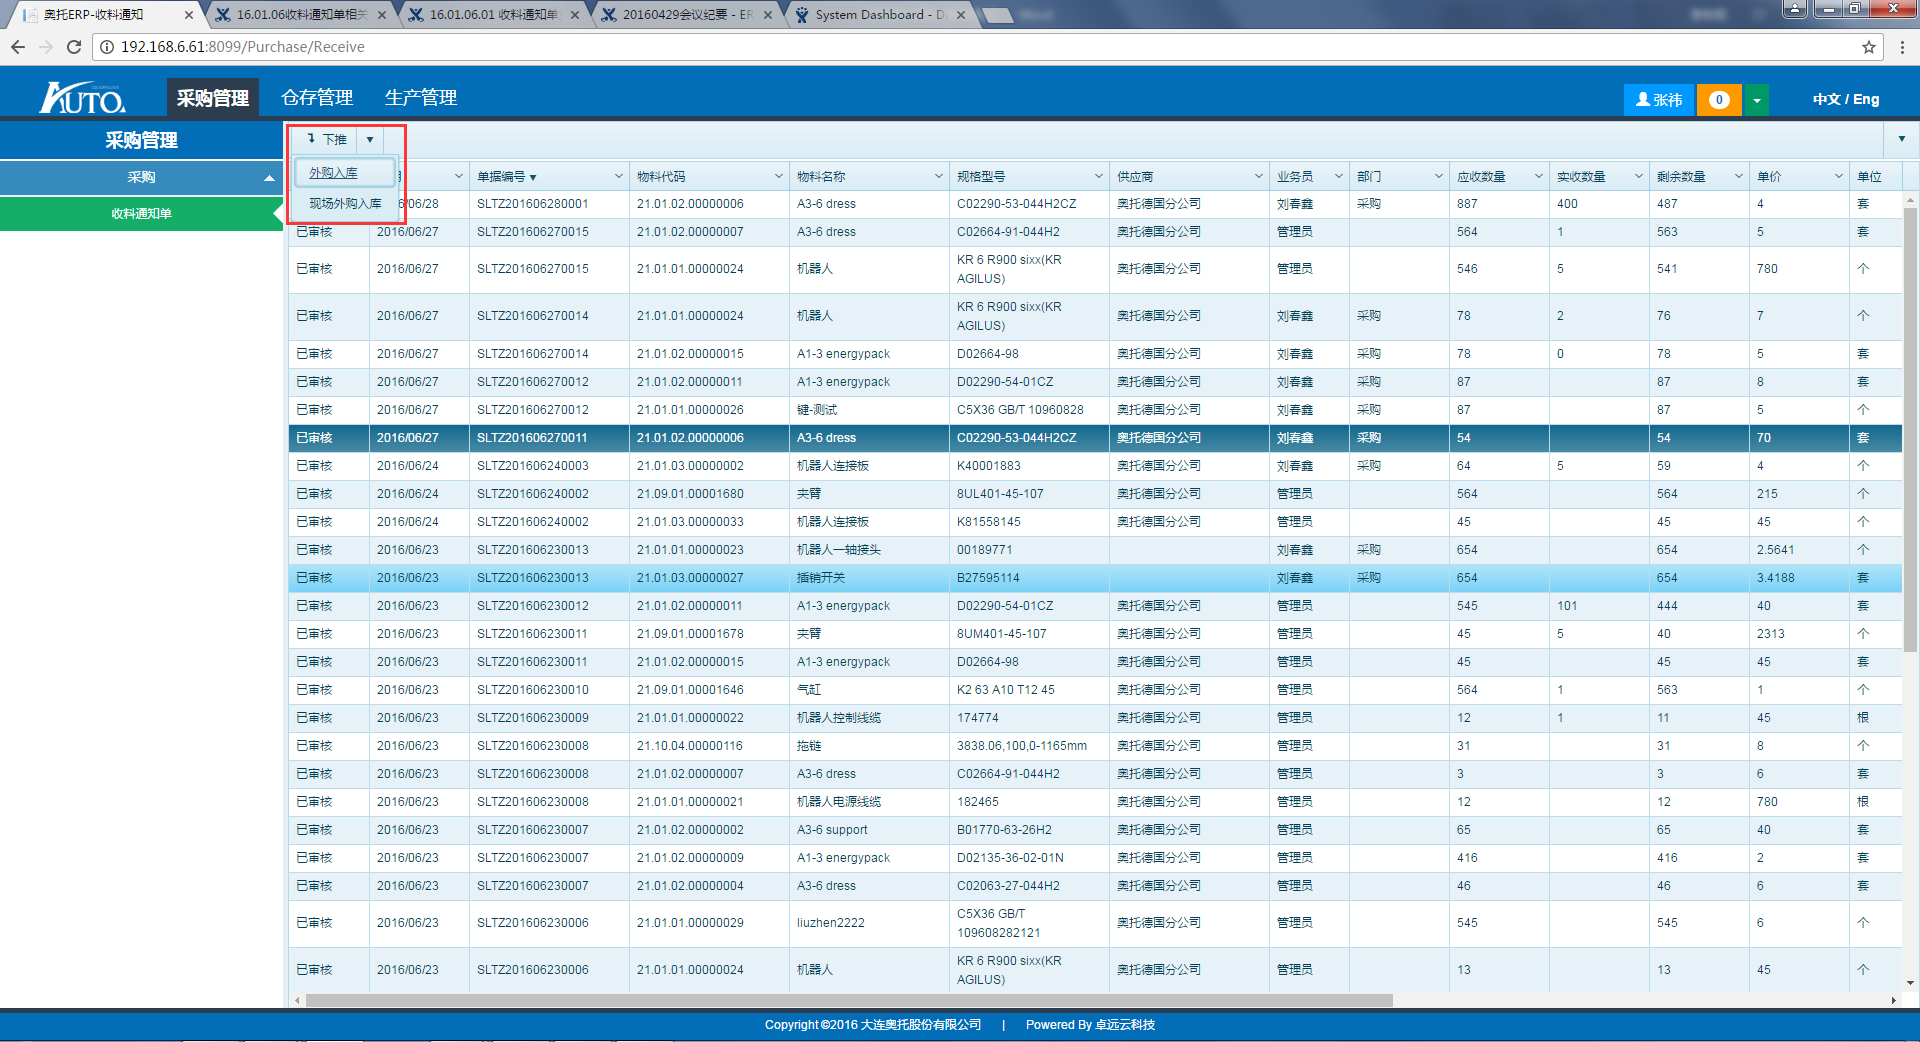 奥托ERP-收料通知
16.01.06收料通知单相关
16.01.06.01 收料通知单
20160429会议纪要 - ER
System Dashboard - D
192.168.6.61:8099/Purchase/Receive
AUTO.
采购管理 仓存管理 生产管理
张祎 0 中文 / Eng
采购管理
采购
收料通知单
下推
外购入库
现场外购入库
单据编号 物料代码 物料名称 规格型号 供应商 业务员 部门 应收数量 实收数量 剩余数量 单价 单位
6/28 SLTZ201606280001 21.01.02.00000006 A3-6 dress C02290-53-044H2CZ 奥托德国分公司 刘春鑫 采购 887 400 487 4 套
已审核 2016/06/27 SLTZ201606270015 21.01.02.00000007 A3-6 dress C02664-91-044H2 奥托德国分公司 管理员 564 1 563 5 套
已审核 2016/06/27 SLTZ201606270015 21.01.01.00000024 机器人 KR 6 R900 sixx(KR AGILUS) 奥托德国分公司 管理员 546 5 541 780 个
已审核 2016/06/27 SLTZ201606270014 21.01.01.00000024 机器人 KR 6 R900 sixx(KR AGILUS) 奥托德国分公司 刘春鑫 采购 78 2 76 7 个
已审核 2016/06/27 SLTZ201606270014 21.01.02.00000015 A1-3 energypack D02664-98 奥托德国分公司 刘春鑫 采购 78 0 78 5 套
已审核 2016/06/27 SLTZ201606270012 21.01.02.00000011 A1-3 energypack D02290-54-01CZ 奥托德国分公司 刘春鑫 采购 87 87 8 套
已审核 2016/06/27 SLTZ201606270012 21.01.01.00000026 键-测试 C5X36 GB/T 10960828 奥托德国分公司 刘春鑫 采购 87 87 5 个
已审核 2016/06/27 SLTZ201606270011 21.01.02.00000006 A3-6 dress C02290-53-044H2CZ 奥托德国分公司 刘春鑫 采购 54 54 70 套
已审核 2016/06/24 SLTZ201606240003 21.01.03.00000002 机器人连接板 K40001883 奥托德国分公司 刘春鑫 采购 64 5 59 4 个
已审核 2016/06/24 SLTZ201606240002 21.09.01.00001680 夹臂 8UL401-45-107 奥托德国分公司 管理员 564 564 215 个
已审核 2016/06/24 SLTZ201606240002 21.01.03.00000033 机器人连接板 K81558145 奥托德国分公司 管理员 45 45 45 个
已审核 2016/06/23 SLTZ201606230013 21.01.01.00000023 机器人一轴接头 00189771 刘春鑫 采购 654 654 2.5641 个
已审核 2016/06/23 SLTZ201606230013 21.01.03.00000027 插销开关 B27595114 刘春鑫 采购 654 654 3.4188 套
已审核 2016/06/23 SLTZ201606230012 21.01.02.00000011 A1-3 energypack D02290-54-01CZ 奥托德国分公司 管理员 545 101 444 40 套
已审核 2016/06/23 SLTZ201606230011 21.09.01.00001678 夹臂 8UM401-45-107 奥托德国分公司 管理员 45 5 40 2313 个
已审核 2016/06/23 SLTZ201606230011 21.01.02.00000015 A1-3 energypack D02664-98 奥托德国分公司 管理员 45 45 45 套
已审核 2016/06/23 SLTZ201606230010 21.09.01.00001646 气缸 K2 63 A10 T12 45 奥托德国分公司 管理员 564 1 563 1 个
已审核 2016/06/23 SLTZ201606230009 21.01.01.00000022 机器人控制线缆 174774 奥托德国分公司 管理员 12 1 11 45 根
已审核 2016/06/23 SLTZ201606230008 21.10.04.00000116 拖链 3838.06,100,0-1165mm 奥托德国分公司 管理员 31 31 8 个
已审核 2016/06/23 SLTZ201606230008 21.01.02.00000007 A3-6 dress C02664-91-044H2 奥托德国分公司 管理员 3 3 6 套
已审核 2016/06/23 SLTZ201606230008 21.01.01.00000021 机器人电源线缆 182465 奥托德国分公司 管理员 12 12 780 根
已审核 2016/06/23 SLTZ201606230007 21.01.02.00000002 A3-6 support B01770-63-26H2 奥托德国分公司 管理员 65 65 40 套
已审核 2016/06/23 SLTZ201606230007 21.01.02.00000009 A1-3 energypack D02135-36-02-01N 奥托德国分公司 管理员 416 416 2 套
已审核 2016/06/23 SLTZ201606230007 21.01.02.00000004 A3-6 dress C02063-27-044H2 奥托德国分公司 管理员 46 46 6 套
已审核 2016/06/23 SLTZ201606230006 21.01.01.00000029 liuzhen2222 C5X36 GB/T 109608282121 奥托德国分公司 管理员 545 545 6 个
已审核 2016/06/23 SLTZ201606230006 21.01.01.00000024 机器人 KR 6 R900 sixx(KR AGILUS) 奥托德国分公司 管理员 13 13 45 个
Copyright ©2016 大连奥托股份有限公司 | Powered By 卓远云科技